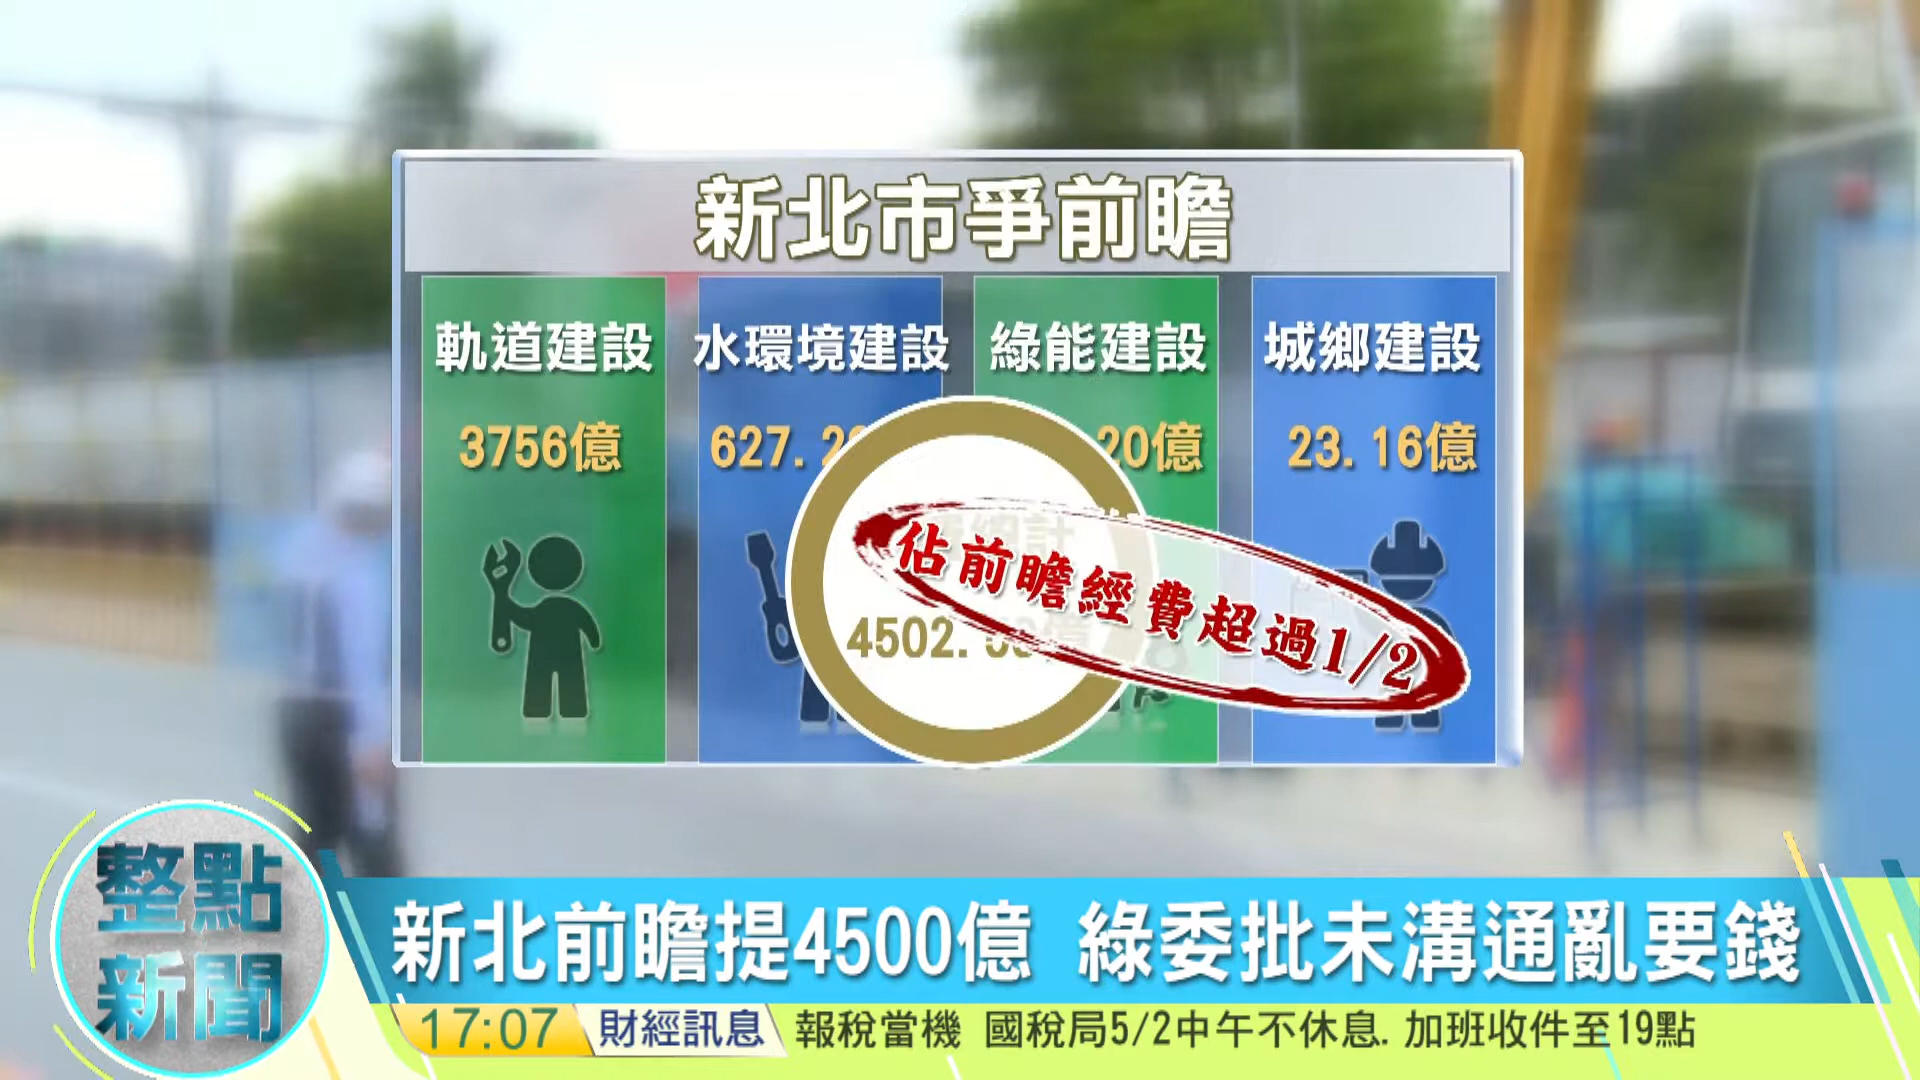 新北市爭前瞻
軌道建設 水環境建設 綠能建設 城鄉建設
3756億 627.2 20億 23.16億
總計
佔前瞻經費超過1/2
4502.
整點
新聞
新北前瞻提4500億 綠委批未溝通亂要錢
17:07 財經訊息 報稅當機 國稅局5/2中午不休息.加班收件至19點